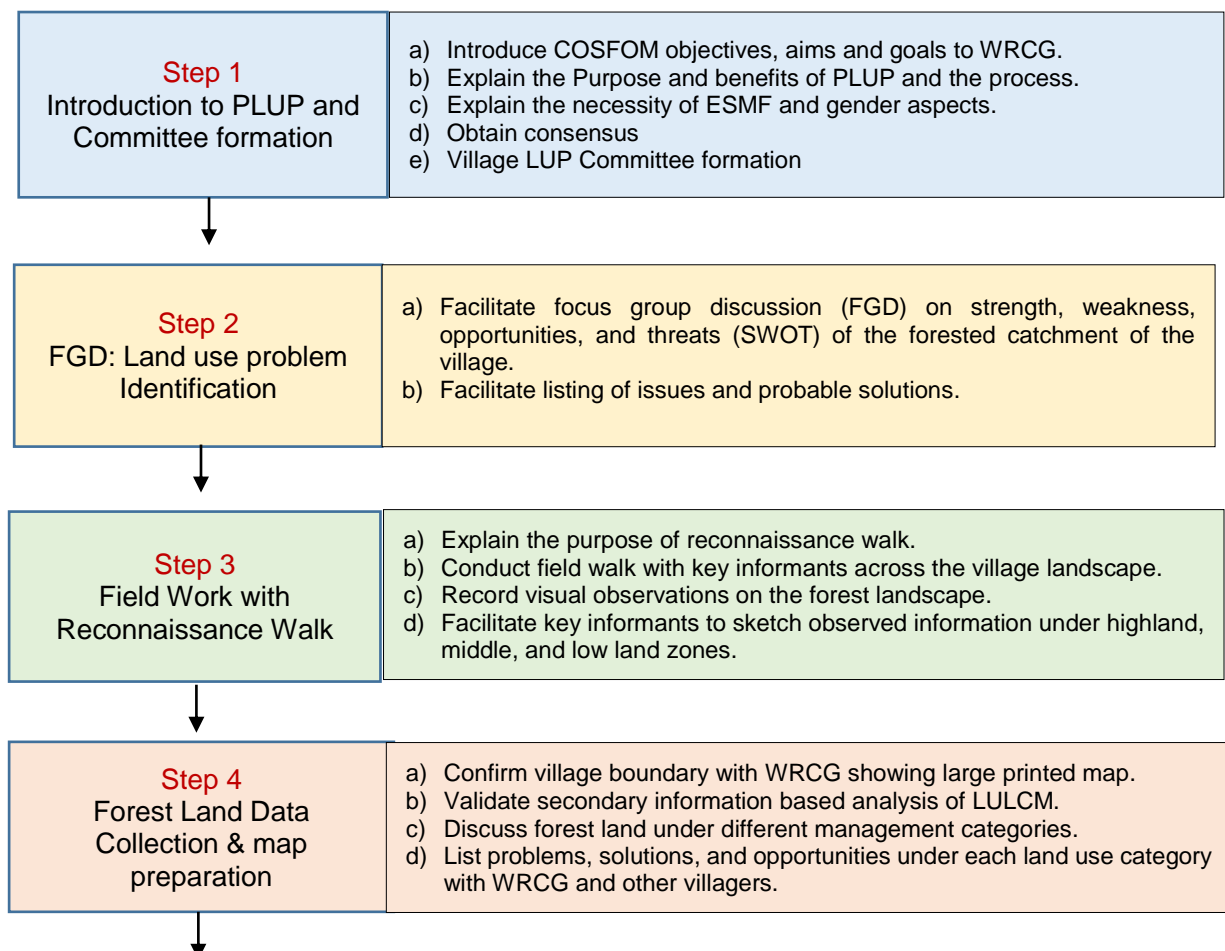 Step 1
Introduction to PLUP and
Committee formation
a) Introduce COSFOM objectives, aims and goals to WRCG.
b) Explain the Purpose and benefits of PLUP and the process.
c) Explain the necessity of ESMF and gender aspects.
d) Obtain consensus
e) Village LUP Committee formation
Step 2
FGD: Land use problem
Identification
a) Facilitate focus group discussion (FGD) on strength, weakness,
opportunities, and threats (SWOT) of the forested catchment of the
village.
b) Facilitate listing of issues and probable solutions.
Step 3
Field Work with
Reconnaissance Walk
a) Explain the purpose of reconnaissance walk.
b) Conduct field walk with key informants across the village landscape.
c) Record visual observations on the forest landscape.
d) Facilitate key informants to sketch observed information under highland,
middle, and low land zones.
Step 4
Forest Land Data
Collection & map
preparation
a) Confirm village boundary with WRCG showing large printed map.
b) Validate secondary information based analysis of LULCM.
c) Discuss forest land under different management categories.
d) List problems, solutions, and opportunities under each land use category
with WRCG and other villagers.